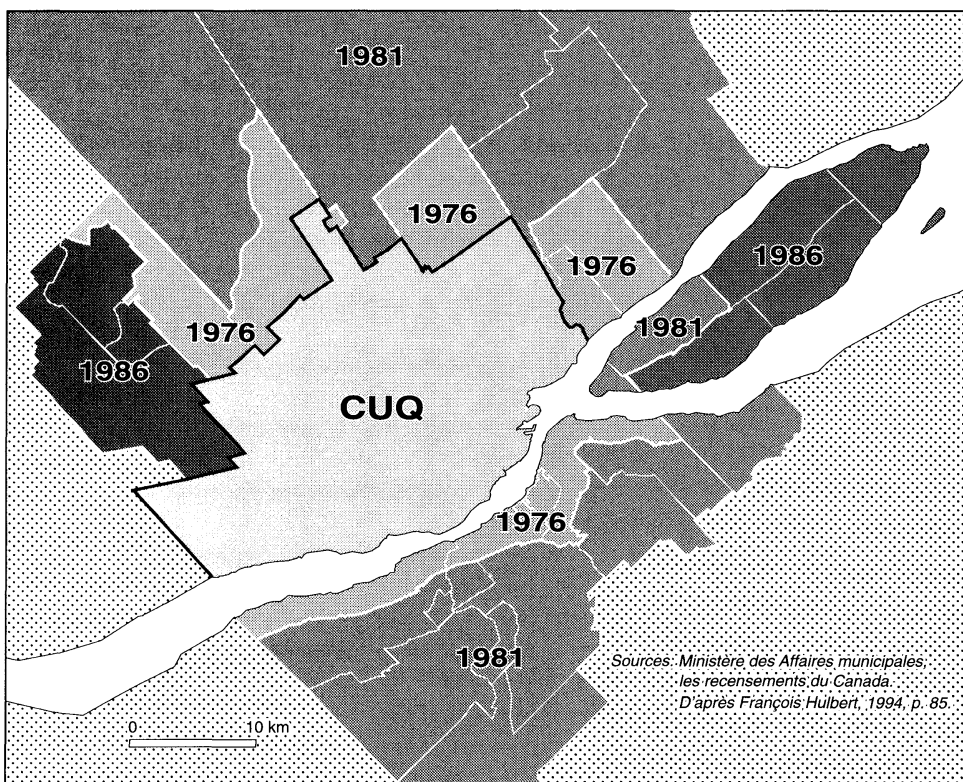 1981
1976
1976
1986
1976
1981
1986
CUQ
1976
1981
Sources: Ministère des Affaires municipales,
les recensements du Canada.
D'après François Hulbert, 1994, p. 85.
0 10 km